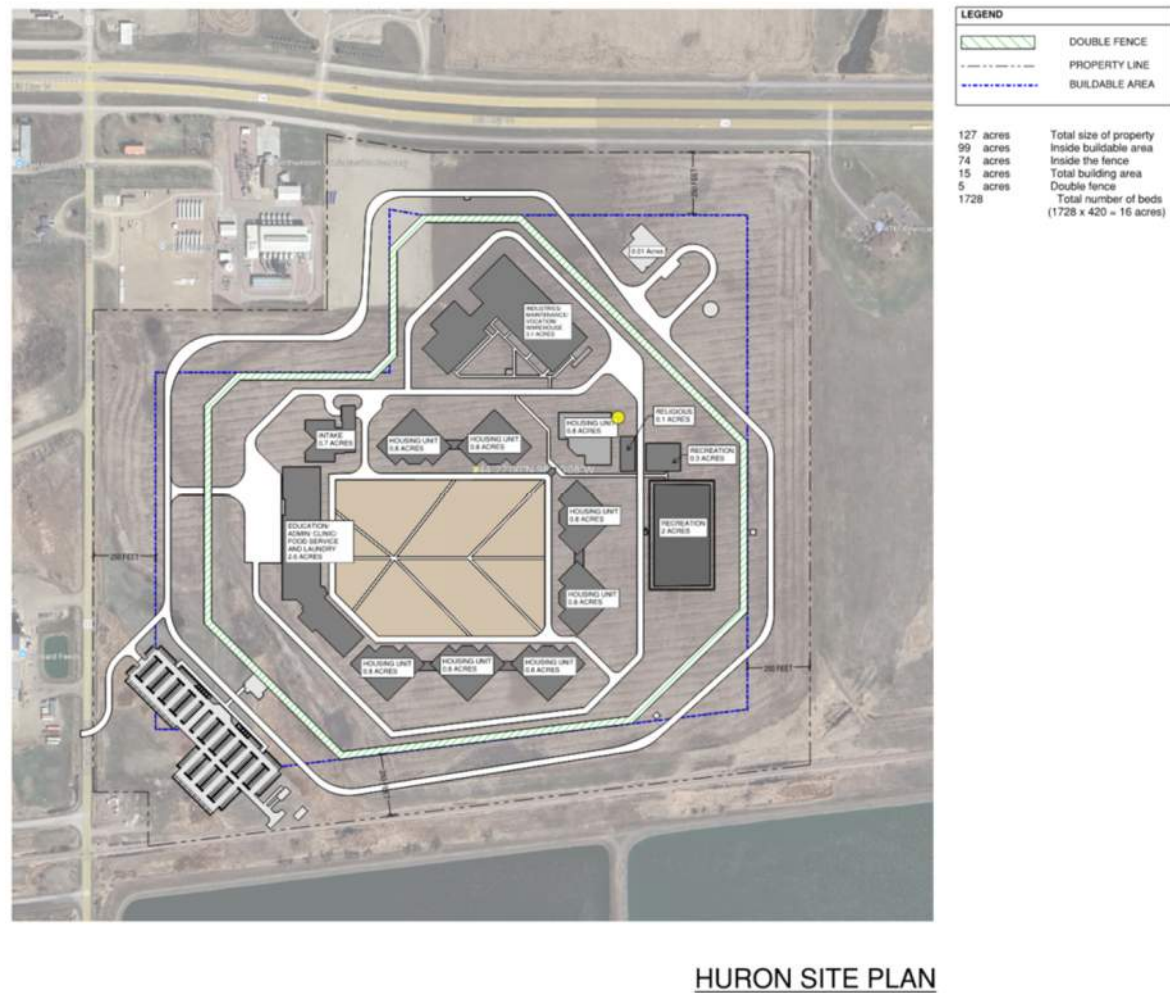 LEGEND
DOUBLE FENCE
PROPERTY LINE
BUILDABLE AREA
127 acres Total size of property
99 acres Inside buildable area
74 acres Inside the fence
15 acres Total building area
5 acres Double fence
1728 Total number of beds
(1728 x 420 = 16 acres)
250 FEET
0.01 Acres
INDUSTRIES/
MAINTENANCE/
VOCATION/
WAREHOUSE
INTAKE
0.7 ACRES
HOUSING UNIT
0.8 ACRES
HOUSING UNIT
0.8 ACRES
HOUSING UNIT
0.8 ACRES
RELIGIOUS
0.1 ACRES
RECREATION
0.3 ACRES
HOUSING UNIT
0.8 ACRES
EDUCATION/
ADMIN/ CLINIC/
FOOD SERVICE
AND LAUNDRY
2.6 ACRES
RECREATION
2 ACRES
250 FEET
HOUSING UNIT
0.8 ACRES
HOUSING UNIT
0.8 ACRES
HOUSING UNIT
0.8 ACRES
HOUSING UNIT
0.8 ACRES
250 FEET
HURON SITE PLAN